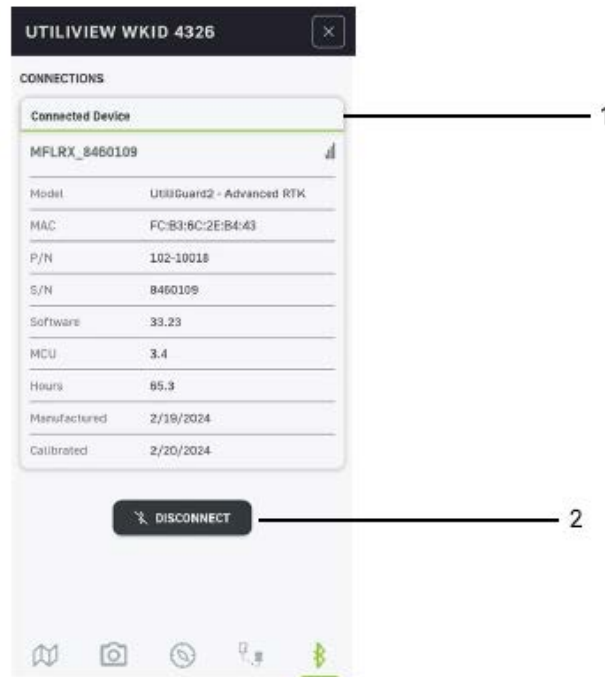 UTILIVIEW WKID 4326
CONNECTIONS
Connected Device
1
MFLRX_8460109
Model UtiliGuard2 - Advanced RTK
MAC FC:B3:6C:2E:B4:43
P/N 102-10018
S/N 8460109
Software 33.23
MCU 3.4
Hours 65.3
Manufactured 2/19/2024
Calibrated 2/20/2024
DISCONNECT
2